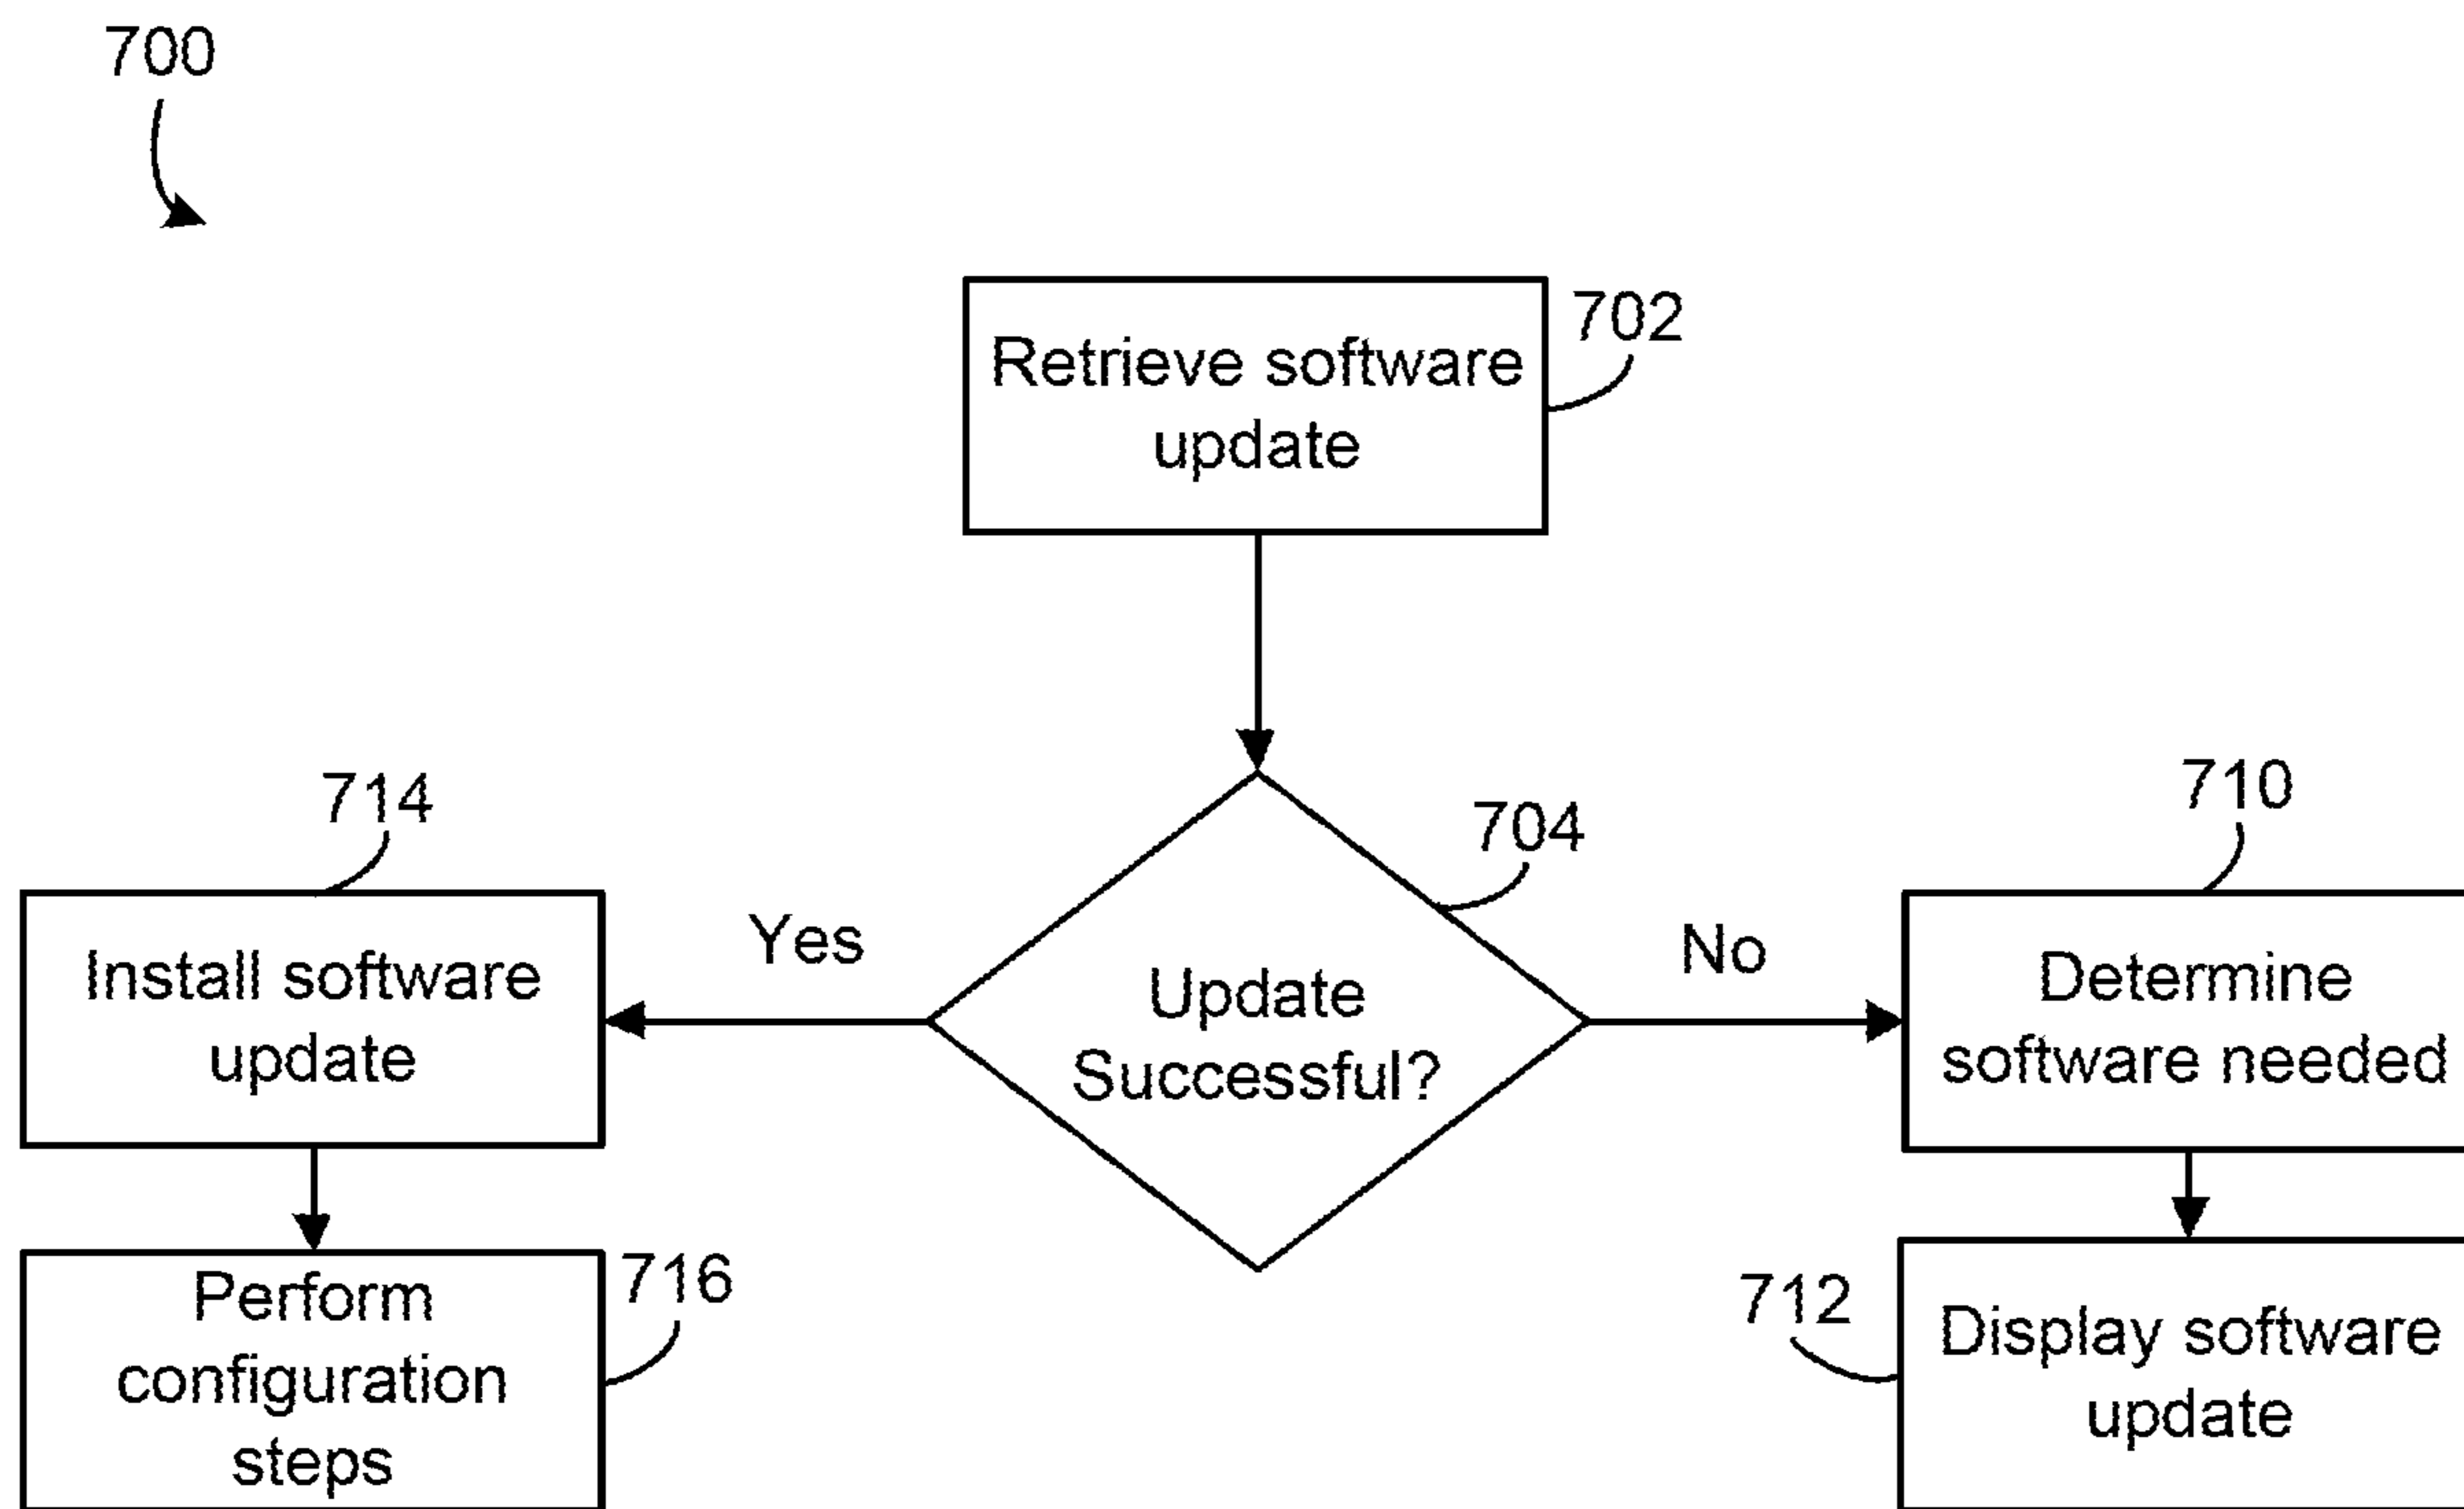 700
Retrieve software
update
702
714
704
710
Install software
update
Yes
Update
Successful?
No
Determine
software needed
Perform
configuration
steps
716
712
Display software
update